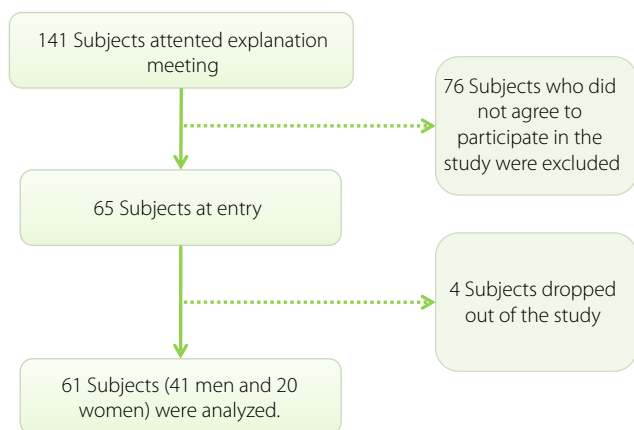 141 Subjects attented explanation
meeting
76 Subjects who did
not agree to
participate in the
study were excluded
65 Subjects at entry
4 Subjects dropped
out of the study
61 Subjects (41 men and 20
women) were analyzed.